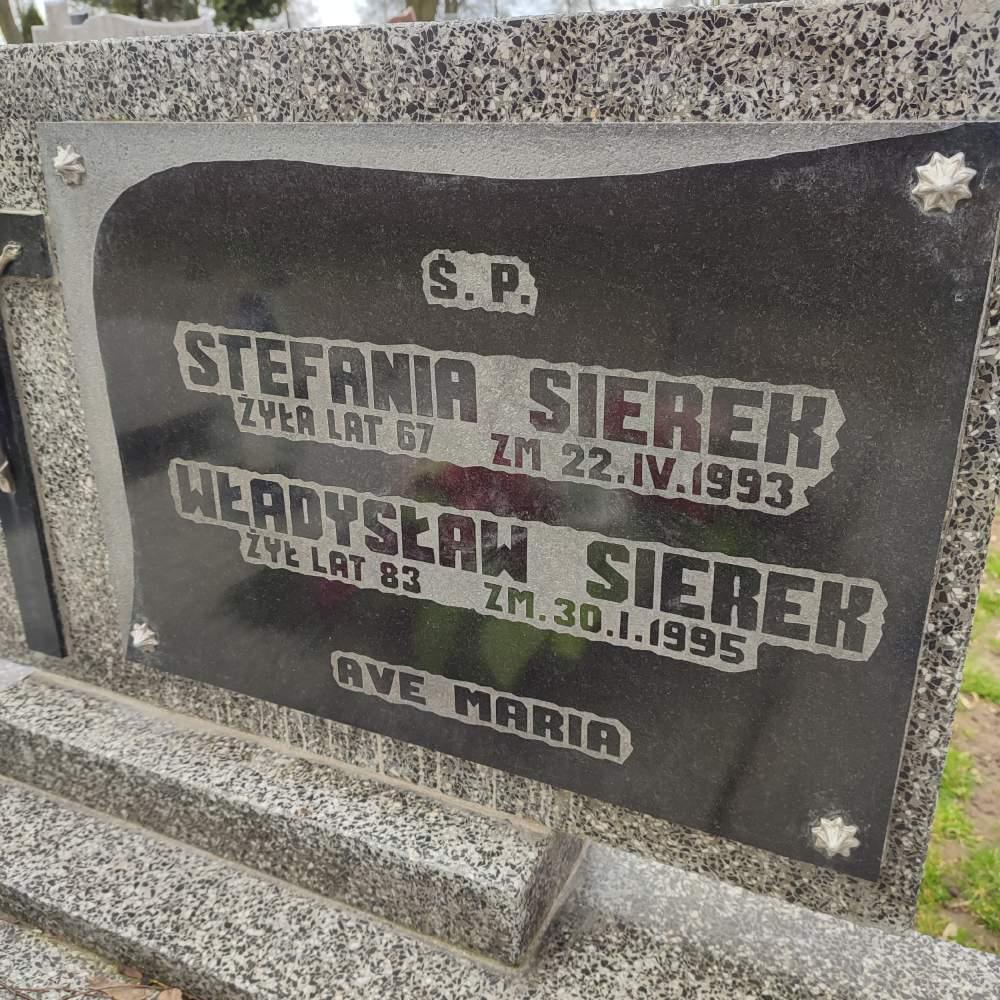 Ś. P.
STEFANIA SIEREK
ŻYŁA LAT 67 ZM 22.IV.1993
WŁADYSŁAW SIEREK
ŻYŁ LAT 83 ZM.30.I.1995
AVE MARIA